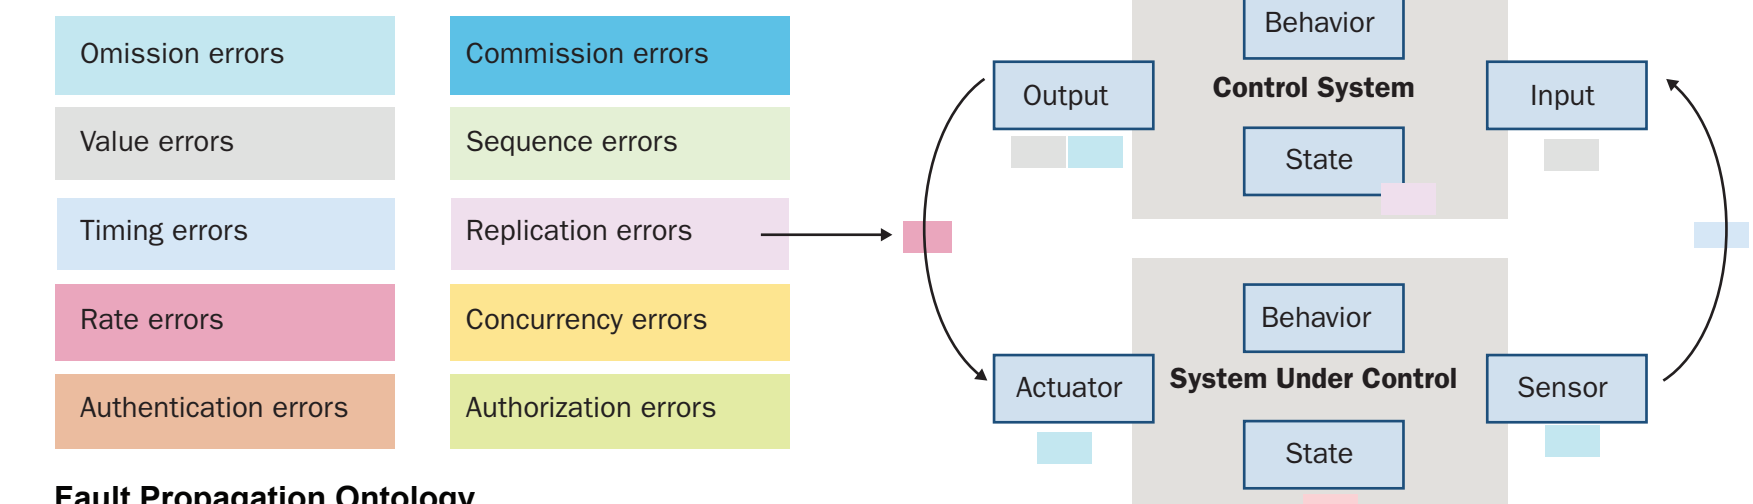 Omission errors
Commission errors
Value errors
Sequence errors
Timing errors
Replication errors
Rate errors
Concurrency errors
Authentication errors
Authorization errors
Fault Propagation Ontology
Behavior
Output
Control System
Input
State
Behavior
Actuator
System Under Control
Sensor
State